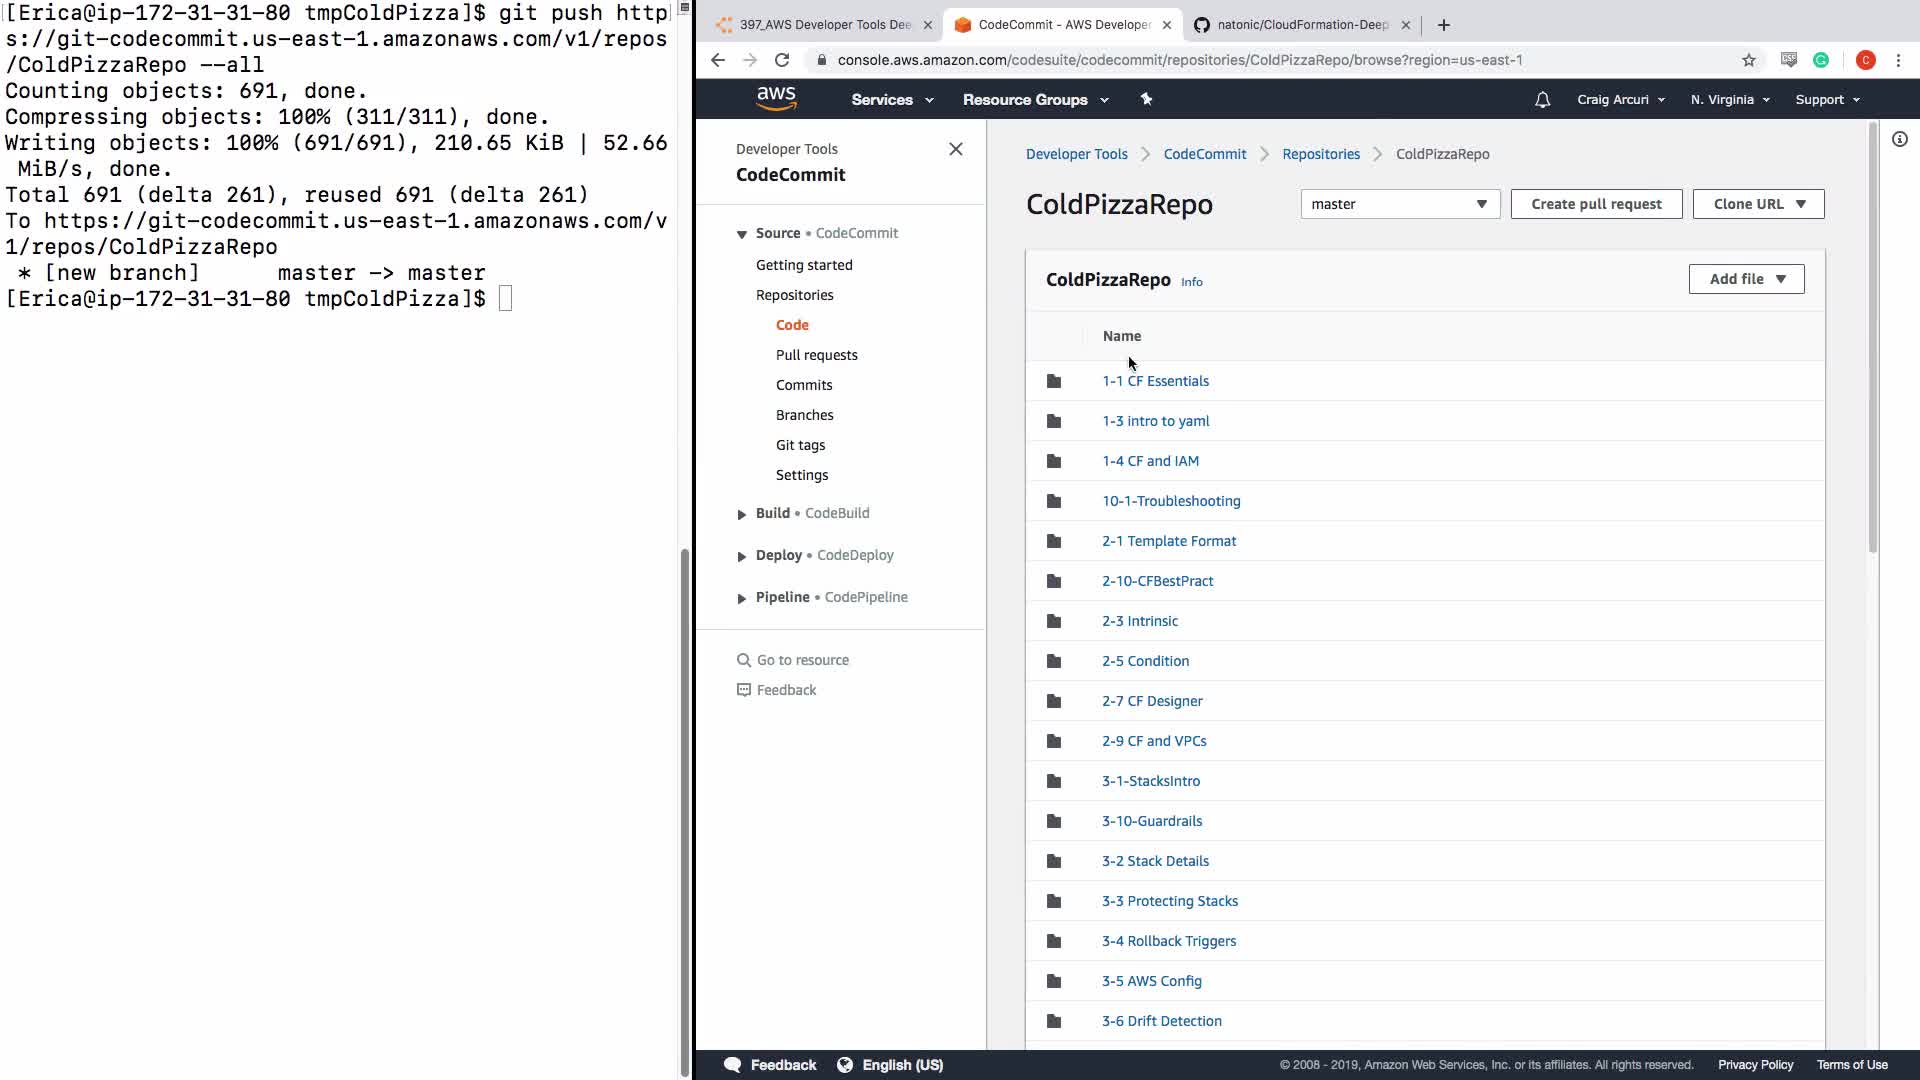 [Erica@ip-172-31-31-80 tmpColdPizza]$ git push http
s://git-codecommit.us-east-1.amazonaws.com/v1/repos
/ColdPizzaRepo --all
Counting objects: 691, done.
Compressing objects: 100% (311/311), done.
Writing objects: 100% (691/691), 210.65 KiB | 52.66
MiB/s, done.
Total 691 (delta 261), reused 691 (delta 261)
To https://git-codecommit.us-east-1.amazonaws.com/v
1/repos/ColdPizzaRepo
* [new branch]      master -> master
[Erica@ip-172-31-31-80 tmpColdPizza]$
397_AWS Developer Tools Dee
CodeCommit - AWS Developer
natonic/CloudFormation-Deep
console.aws.amazon.com/codesuite/codecommit/repositories/ColdPizzaRepo/browse?region=us-east-1
C
aws
Services
Resource Groups
Craig Arcuri
N. Virginia
Support
Developer Tools
CodeCommit
Source • CodeCommit
Getting started
Repositories
Code
Pull requests
Commits
Branches
Git tags
Settings
Build • CodeBuild
Deploy • CodeDeploy
Pipeline • CodePipeline
Go to resource
Feedback
Developer Tools > CodeCommit > Repositories > ColdPizzaRepo
ColdPizzaRepo
master
Create pull request
Clone URL
ColdPizzaRepo Info
Add file
Name
1-1 CF Essentials
1-3 intro to yaml
1-4 CF and IAM
10-1-Troubleshooting
2-1 Template Format
2-10-CFBestPract
2-3 Intrinsic
2-5 Condition
2-7 CF Designer
2-9 CF and VPCs
3-1-StacksIntro
3-10-Guardrails
3-2 Stack Details
3-3 Protecting Stacks
3-4 Rollback Triggers
3-5 AWS Config
3-6 Drift Detection
Feedback
English (US)
© 2008 - 2019, Amazon Web Services, Inc. or its affiliates. All rights reserved.
Privacy Policy
Terms of Use